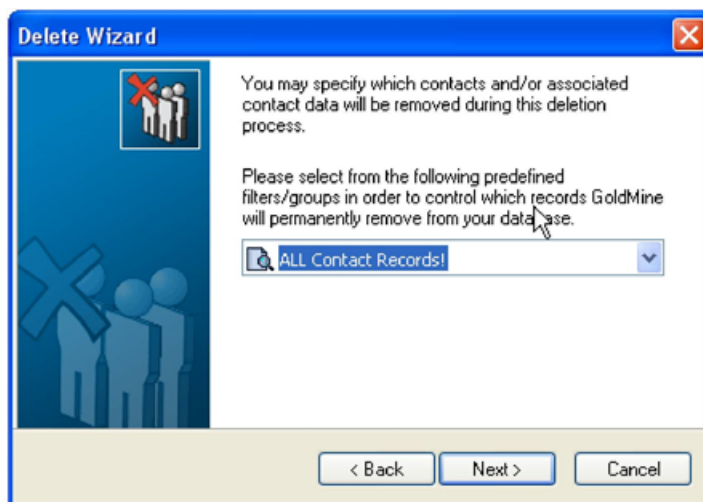 Delete Wizard
You may specify which contacts and/or associated
contact data will be removed during this deletion
process.
Please select from the following predefined
filters/groups in order to control which records GoldMine
will permanently remove from your database.
ALL Contact Records!
< Back
Next >
Cancel